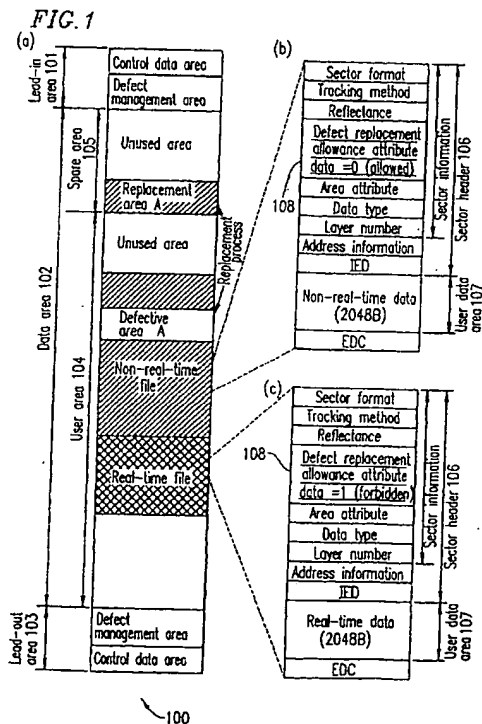 FIG. 1
(a)
Lead-in
area 101
Control data area
Defect
management area
Spare area
105
Unused area
Replacement
area A
Replacement
process
Data area 102
User area 104
Unused area
Defective
area A
Non-real-time
file
Real-time file
Lead-out
area 103
Defect
management area
Control data area
100
(b)
Sector format
Tracking method
Reflectance
Defect replacement
allowance attribute
data =0 (allowed)
108
Area attribute
Data type
Layer number
Address information
IED
Non-real-time data
(2048B)
EDC
Sector information
Sector header 106
User data
area 107
(c)
Sector format
Tracking method
Reflectance
Defect replacement
allowance attribute
data =1 (forbidden)
108
Area attribute
Data type
Layer number
Address information
IED
Real-time data
(2048B)
EDC
Sector information
Sector header 106
User data
area 107